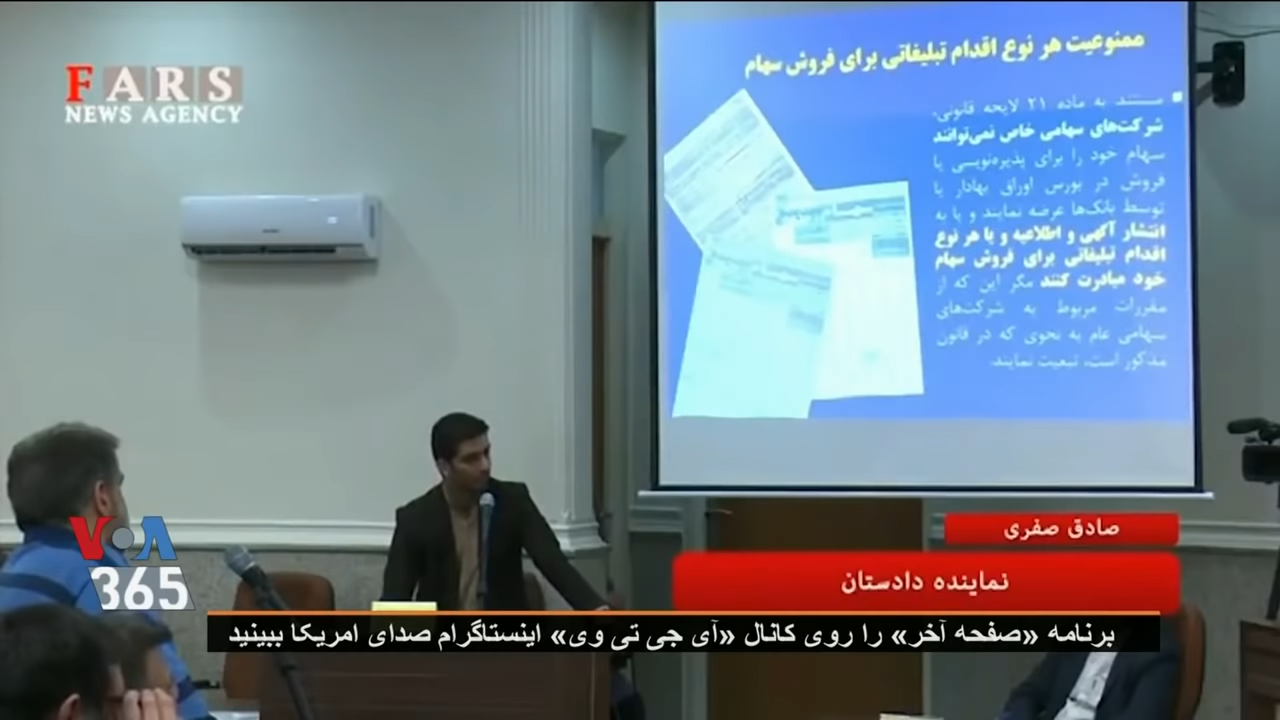 FARS
NEWS AGENCY
ممنوعیت هر نوع اقدام تبلیغاتی برای فروش سهام
مستند به ماده ۲۱ لایحه قانونی،
شرکت‌های سهامی خاص نمی‌توانند
سهام خود را برای پذیره‌نویسی یا
فروش در بورس اوراق بهادار یا
توسط بانک‌ها عرضه نمایند و یا به
انتشار آگهی و اطلاعیه و یا هر نوع
اقدام تبلیغاتی برای فروش سهام
خود مبادرت کنند مگر این که از
مقررات مربوط به شرکت‌های
سهامی عام به نحوی که در قانون
مذکور است، تبعیت نمایند.
صادق صفری
نماینده دادستان
VOA
365
برنامه «صفحه آخر» را روی کانال «آی جی تی وی» اینستاگرام صدای امریکا ببینید